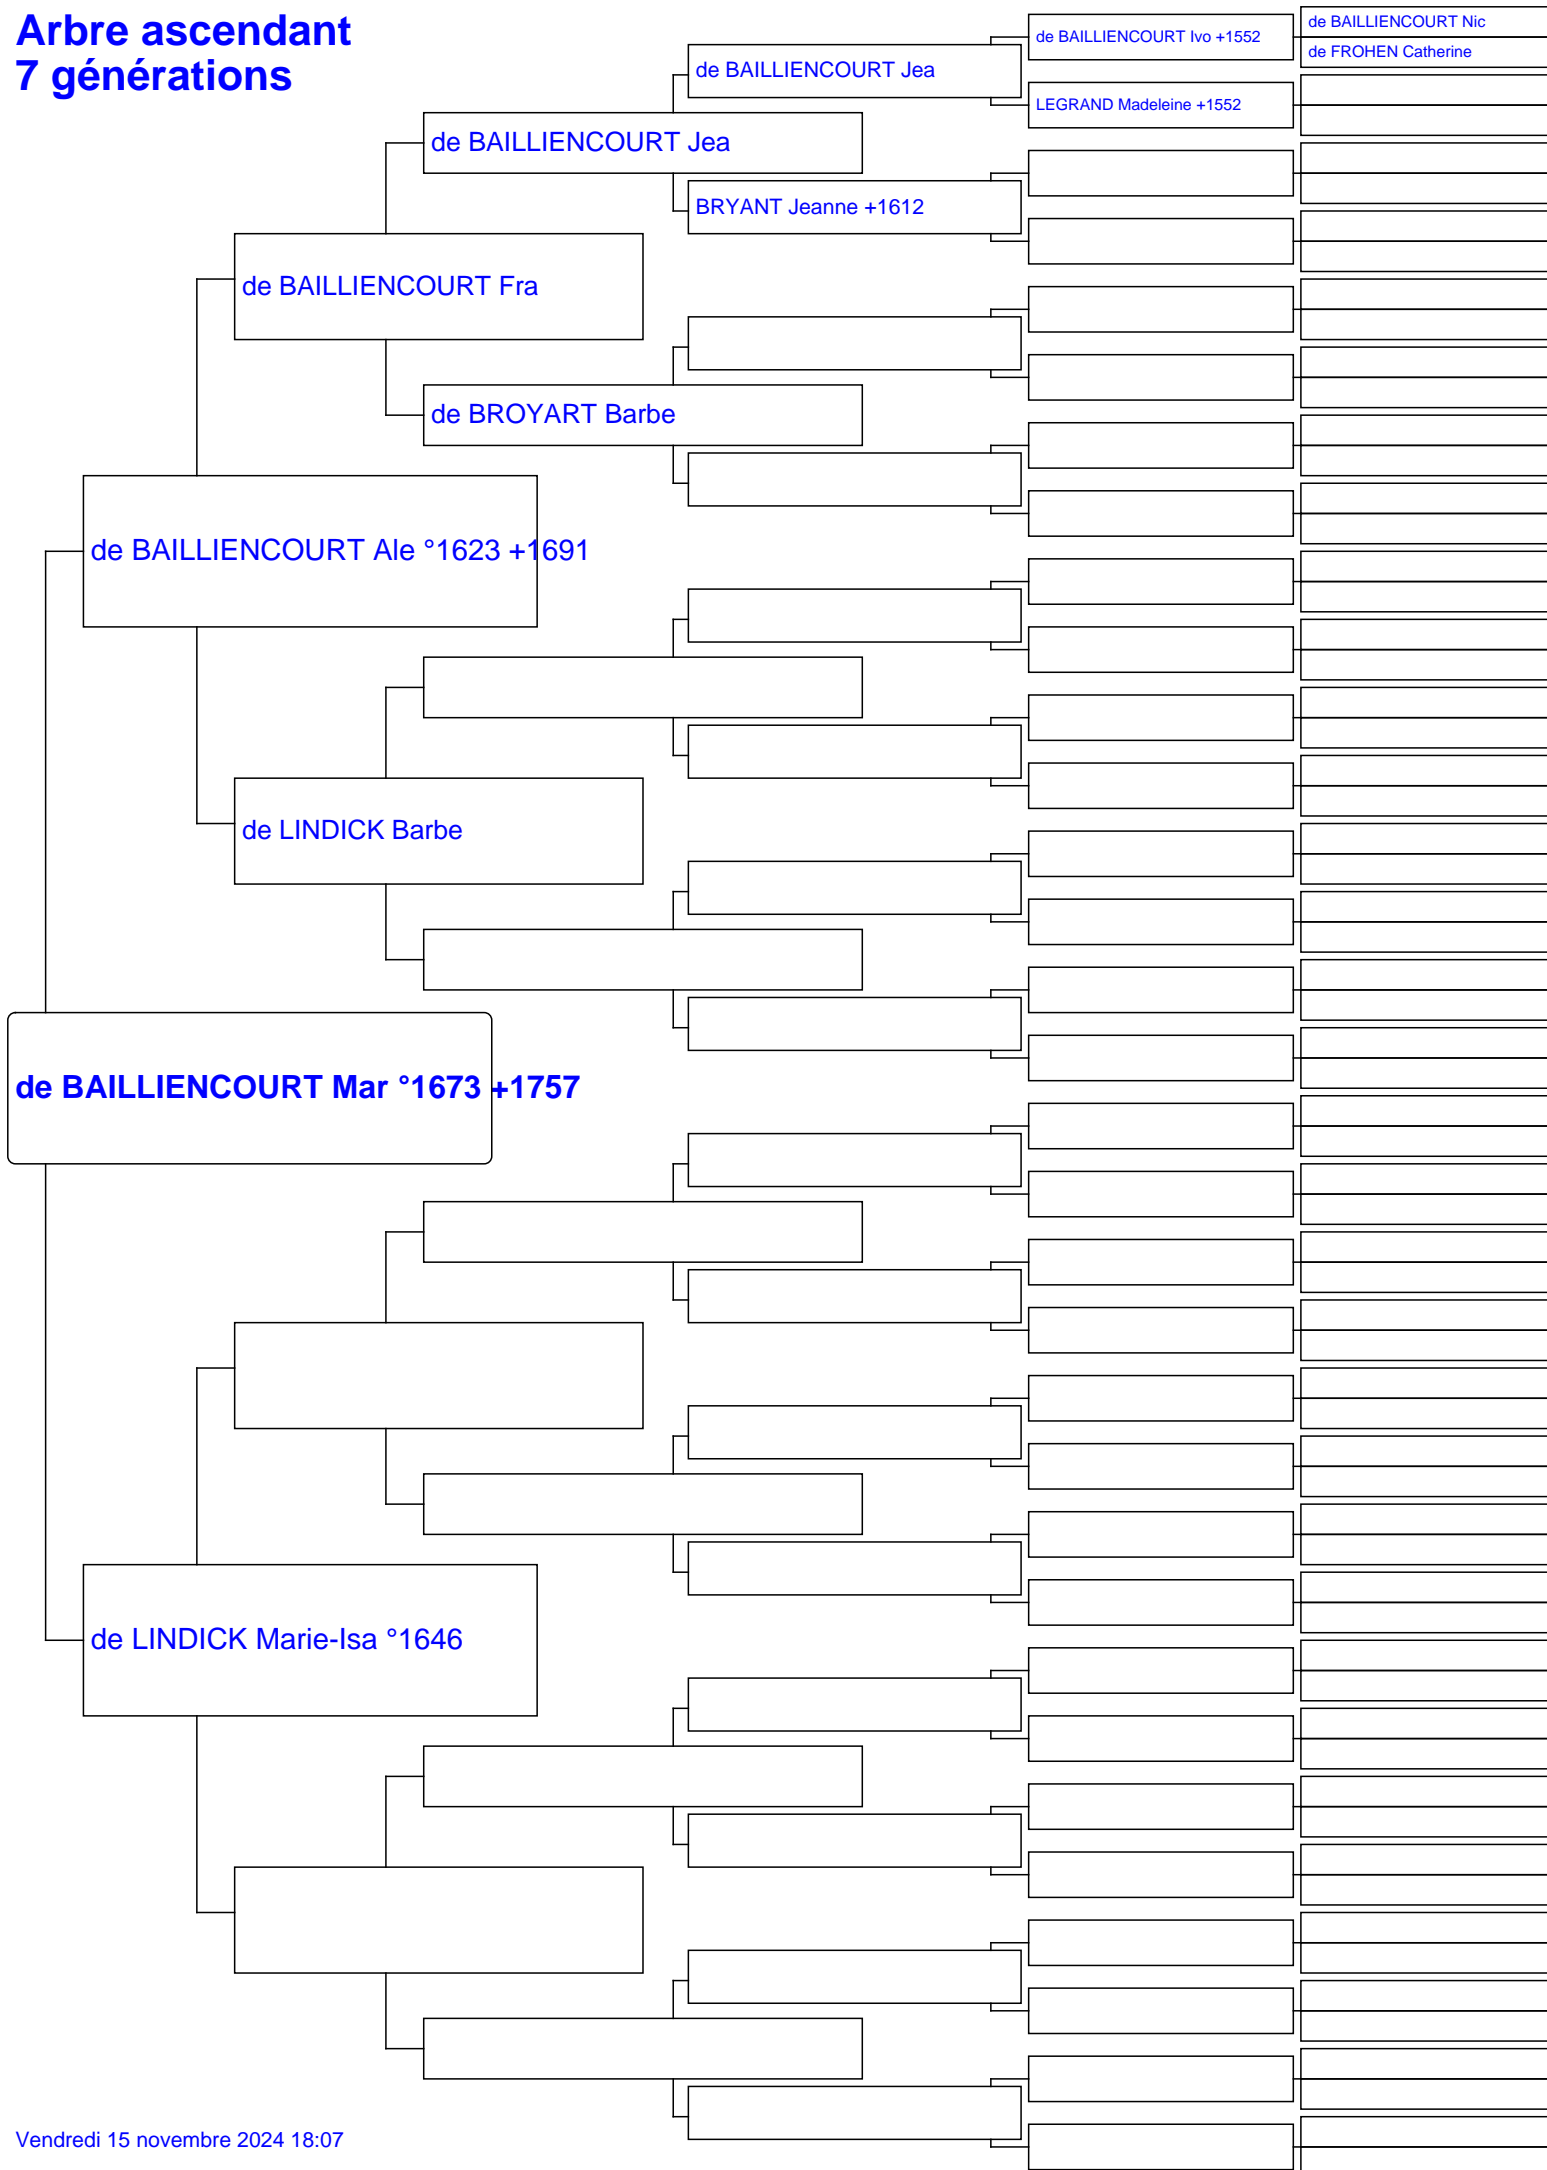 Arbre ascendant
7 générations
de BAILLIENCOURT Nic
de BAILLIENCOURT Ivo +1552
de FROHEN Catherine
de BAILLIENCOURT Jea
LEGRAND Madeleine +1552
de BAILLIENCOURT Jea
BRYANT Jeanne +1612
de BAILLIENCOURT Fra
de BROYART Barbe
de BAILLIENCOURT Ale °1623 +1691
de LINDICK Barbe
de BAILLIENCOURT Mar °1673 +1757
de LINDICK Marie-Isa °1646
Vendredi 15 novembre 2024 18:07